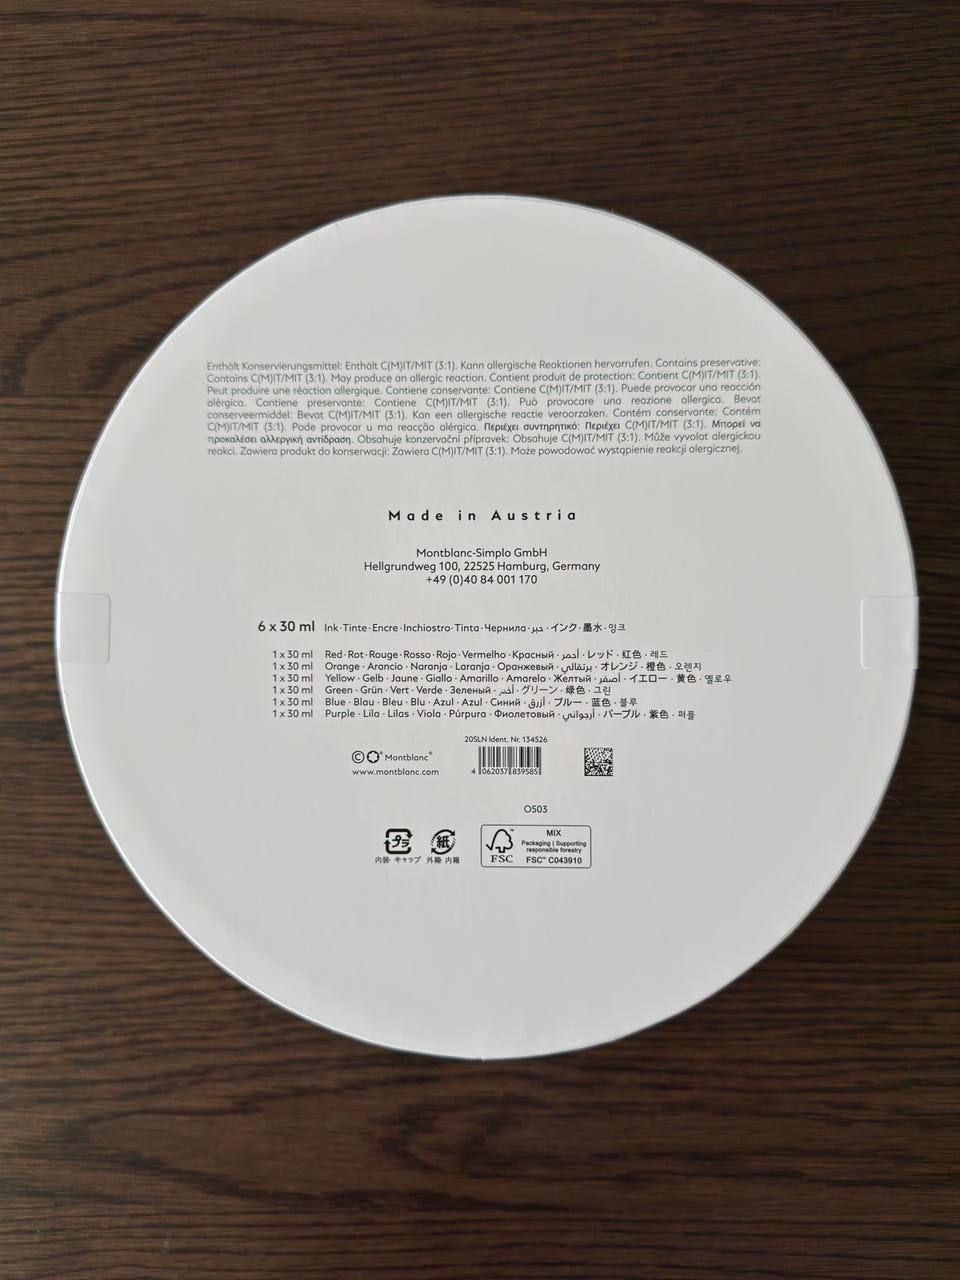 Enthält Konservierungsmittel: Enthält C(M)IT/MIT (3:1). Kann allergische Reaktionen hervorrufen. Contains preservative:
Contains C(M)IT/MIT (3:1). May produce an allergic reaction. Contient produit de protection: Contient C(M)IT/MIT (3:1).
Peut produire une réaction allergique. Contiene conservante: Contiene C(M)IT/MIT (3:1). Puede provocar una reacción
alérgica. Contiene preservante: Contiene C(M)IT/MIT (3:1). Può provocare una reazione allergica. Bevat
conserveermiddel: Bevat C(M)IT/MIT (3:1). Kan een allergische reactie veroorzaken. Contém conservante: Contém
C(M)IT/MIT (3:1). Pode provocar u ma reacção alérgica. Περιέχει συντηρητικό: Περιέχει C(M)IT/MIT (3:1). Μπορεί να
προκαλέσει αλλεργική αντίδραση. Obsahuje konzervační přípravek: Obsahuje C(M)IT/MIT (3:1). Může vyvolat alergickou
reakci. Zawiera produkt do konserwacji: Zawiera C(M)IT/MIT (3:1). Może powodować wystąpienie reakcji alergicznej.
Made in Austria
Montblanc-Simplo GmbH
Hellgrundweg 100, 22525 Hamburg, Germany
+49 (0)40 84 001 170
6 x 30 ml Ink · Tinte · Encre · Inchiostro · Tinta · Чернила · حبر · インク · 墨水 · 잉크
1 x 30 ml Red · Rot · Rouge · Rosso · Rojo · Vermelho · Красный · أحمر · レッド · 红色 · 레드
1 x 30 ml Orange · Arancio · Naranja · Laranja · Оранжевый · برتقالي · オレンジ · 橙色 · 오렌지
1 x 30 ml Yellow · Gelb · Jaune · Giallo · Amarillo · Amarelo · Желтый · أصفر · イエロー · 黄色 · 옐로우
1 x 30 ml Green · Grün · Vert · Verde · Зеленый · أخضر · グリーン · 绿色 · 그린
1 x 30 ml Blue · Blau · Bleu · Blu · Azul · Azul · Синий · أزرق · ブルー · 蓝色 · 블루
1 x 30 ml Purple · Lila · Lilas · Viola · Púrpura · Фиолетовый · أرجواني · パープル · 紫色 · 퍼플
20SLN Ident. Nr. 134526
© Montblanc®
www.montblanc.com
4 062037 839585
O503
プラ
内装·キャップ
紙
外箱·内箱
FSC™
MIX
Packaging | Supporting
responsible forestry
FSC™ C043910